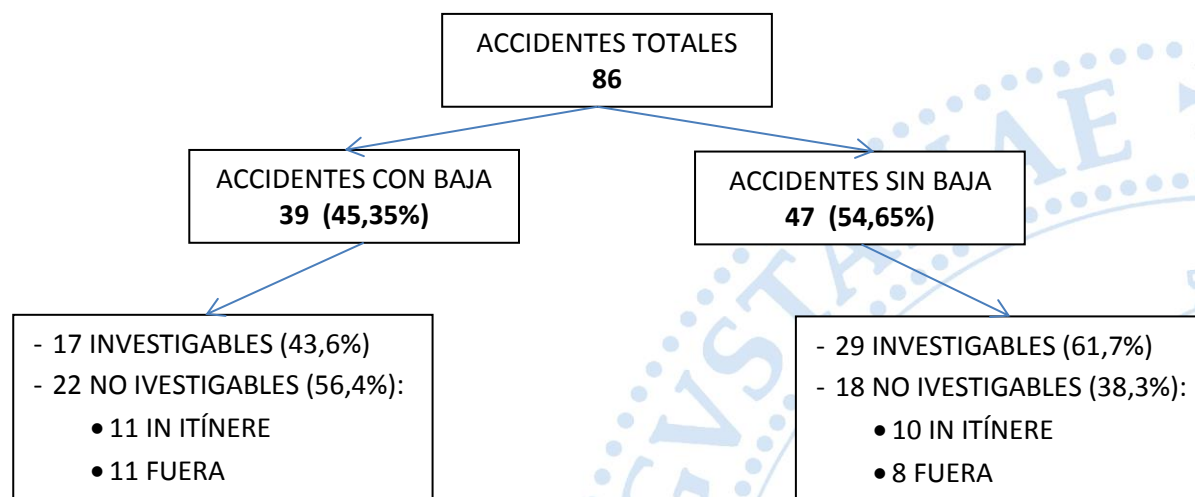 ACCIDENTES TOTALES
86
ACCIDENTES CON BAJA
39 (45,35%)
ACCIDENTES SIN BAJA
47 (54,65%)
- 17 INVESTIGABLES (43,6%)
- 22 NO IVESTIGABLES (56,4%):
• 11 IN ITÍNERE
• 11 FUERA
- 29 INVESTIGABLES (61,7%)
- 18 NO IVESTIGABLES (38,3%):
• 10 IN ITÍNERE
• 8 FUERA